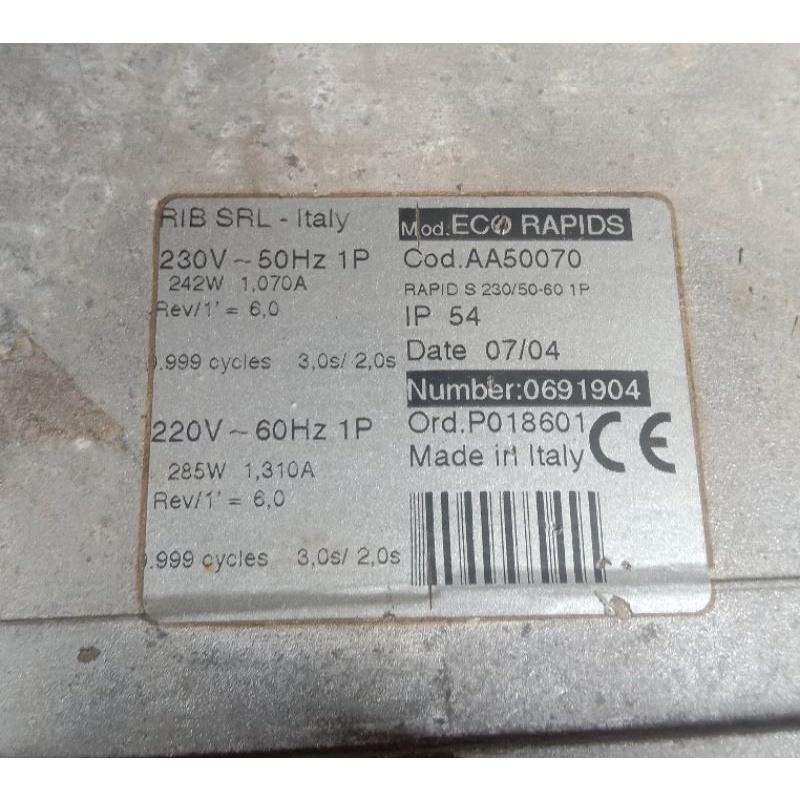 RIB SRL - Italy
230V ~ 50Hz 1P
242W 1,070A
Rev/1' = 6,0
9.999 cycles 3,0s/ 2,0s
220V ~ 60Hz 1P
285W 1,310A
Rev/1' = 6,0
9.999 cycles 3,0s/ 2,0s
Mod.ECO RAPIDS
Cod.AA50070
RAPID S 230/50-60 1P
IP 54
Date 07/04
Number:0691904
Ord.P018601
Made in Italy
CE